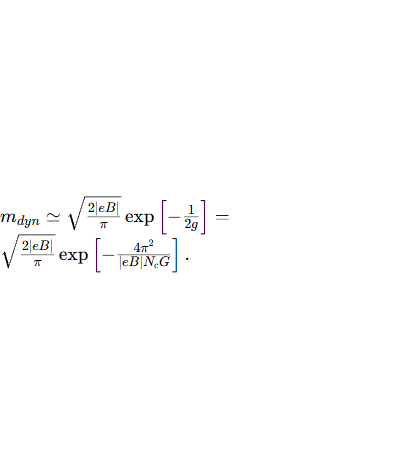 $m_{dyn} \simeq \sqrt{\frac{2|eB|}{\pi}} \exp\left[-\frac{1}{2g}\right] =$
$\sqrt{\frac{2|eB|}{\pi}} \exp\left[-\frac{4\pi^2}{|eB|N_cG}\right].$